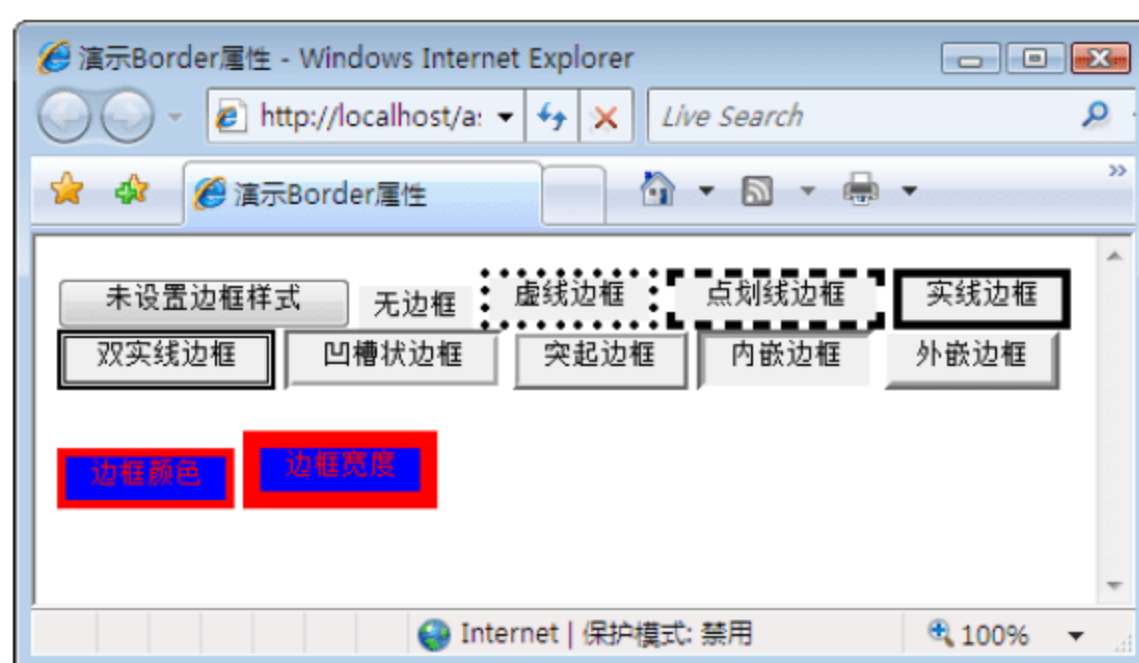 演示Border属性 - Windows Internet Explorer
http://localhost/a
Live Search
演示Border属性
未设置边框样式 无边框 虚线边框 点划线边框 实线边框
双实线边框 凹槽状边框 突起边框 内嵌边框 外嵌边框
边框颜色 边框宽度
Internet | 保护模式: 禁用 100%